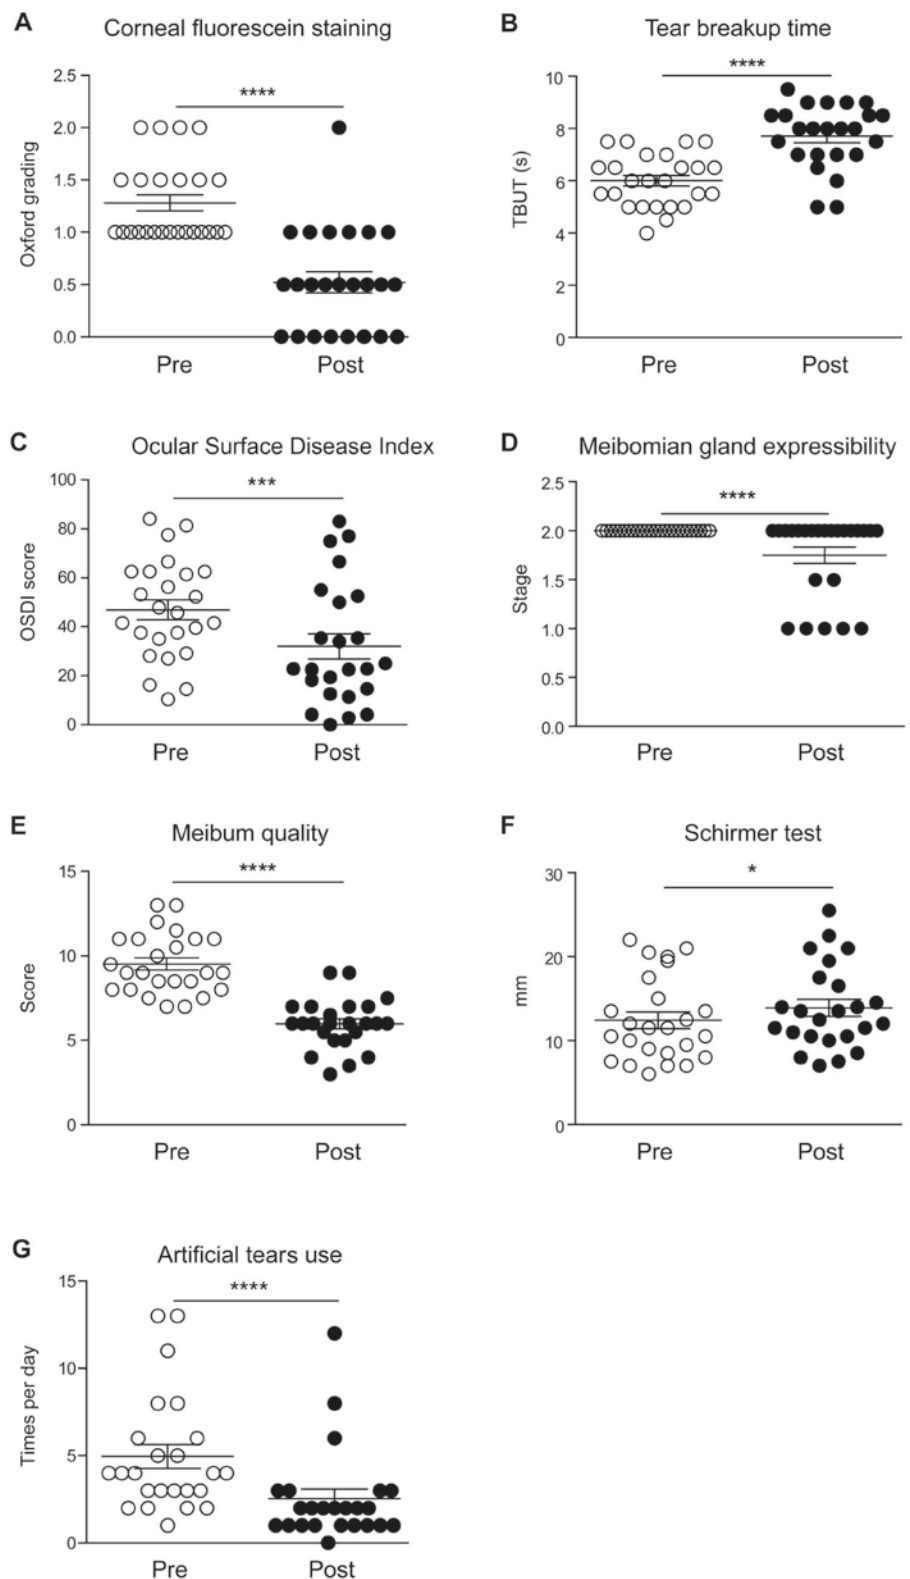 A Corneal fluorescein staining
2.5
****
2.0
1.5
1.0
0.5
0.0
Oxford grading
Pre Post
B Tear breakup time
****
10
8
6
4
2
0
TBUT (s)
Pre Post
C Ocular Surface Disease Index
100
***
80
60
40
20
0
OSDI score
Pre Post
D Meibomian gland expressibility
2.5
****
2.0
1.5
1.0
0.5
0.0
Stage
Pre Post
E Meibum quality
15
****
10
5
0
Score
Pre Post
F Schirmer test
30
*
20
10
0
mm
Pre Post
G Artificial tears use
15
****
10
5
0
Times per day
Pre Post